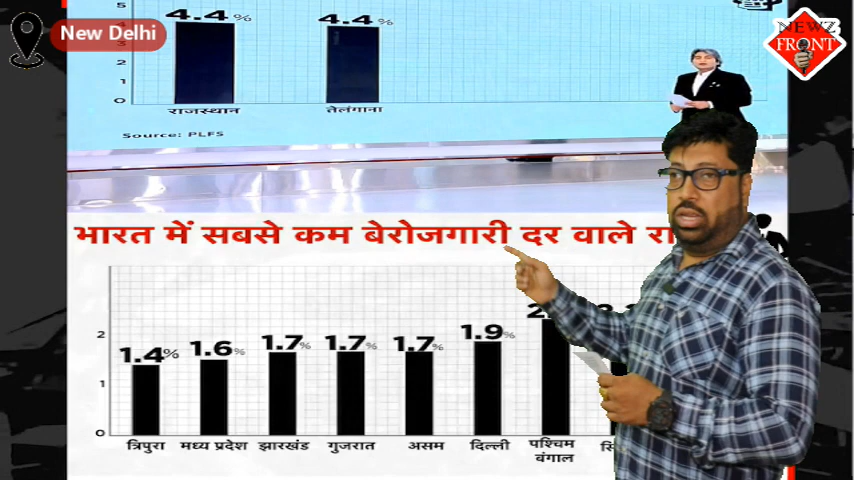 5
4.4%
4.4%
New Delhi
NEWZ
FRONT
2
1
0
राजस्थान
तेलंगाना
Source: PLFS
भारत में सबसे कम बेरोजगारी दर वाले
2
1
0
1.4%
1.6%
1.7%
1.7%
1.7%
1.9%
त्रिपुरा
मध्य प्रदेश
झारखंड
गुजरात
असम
दिल्ली
पश्चिम
बंगाल